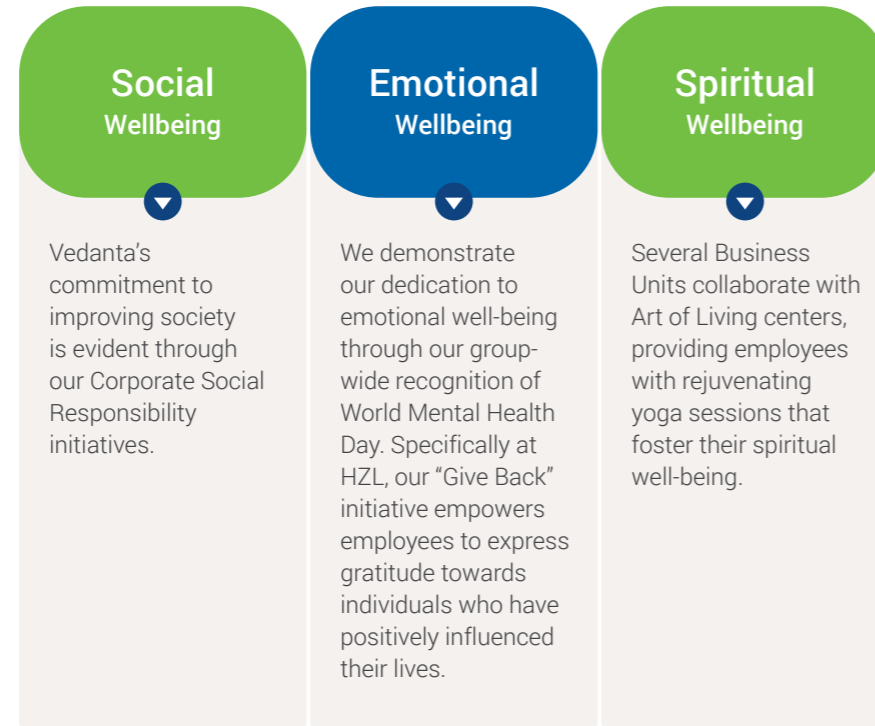 Social
Wellbeing
Vedanta’s
commitment to
improving society
is evident through
our Corporate Social
Responsibility
initiatives.
Emotional
Wellbeing
We demonstrate
our dedication to
emotional well-being
through our group-
wide recognition of
World Mental Health
Day. Specifically at
HZL, our “Give Back”
initiative empowers
employees to express
gratitude towards
individuals who have
positively influenced
their lives.
Spiritual
Wellbeing
Several Business
Units collaborate with
Art of Living centers,
providing employees
with rejuvenating
yoga sessions that
foster their spiritual
well-being.